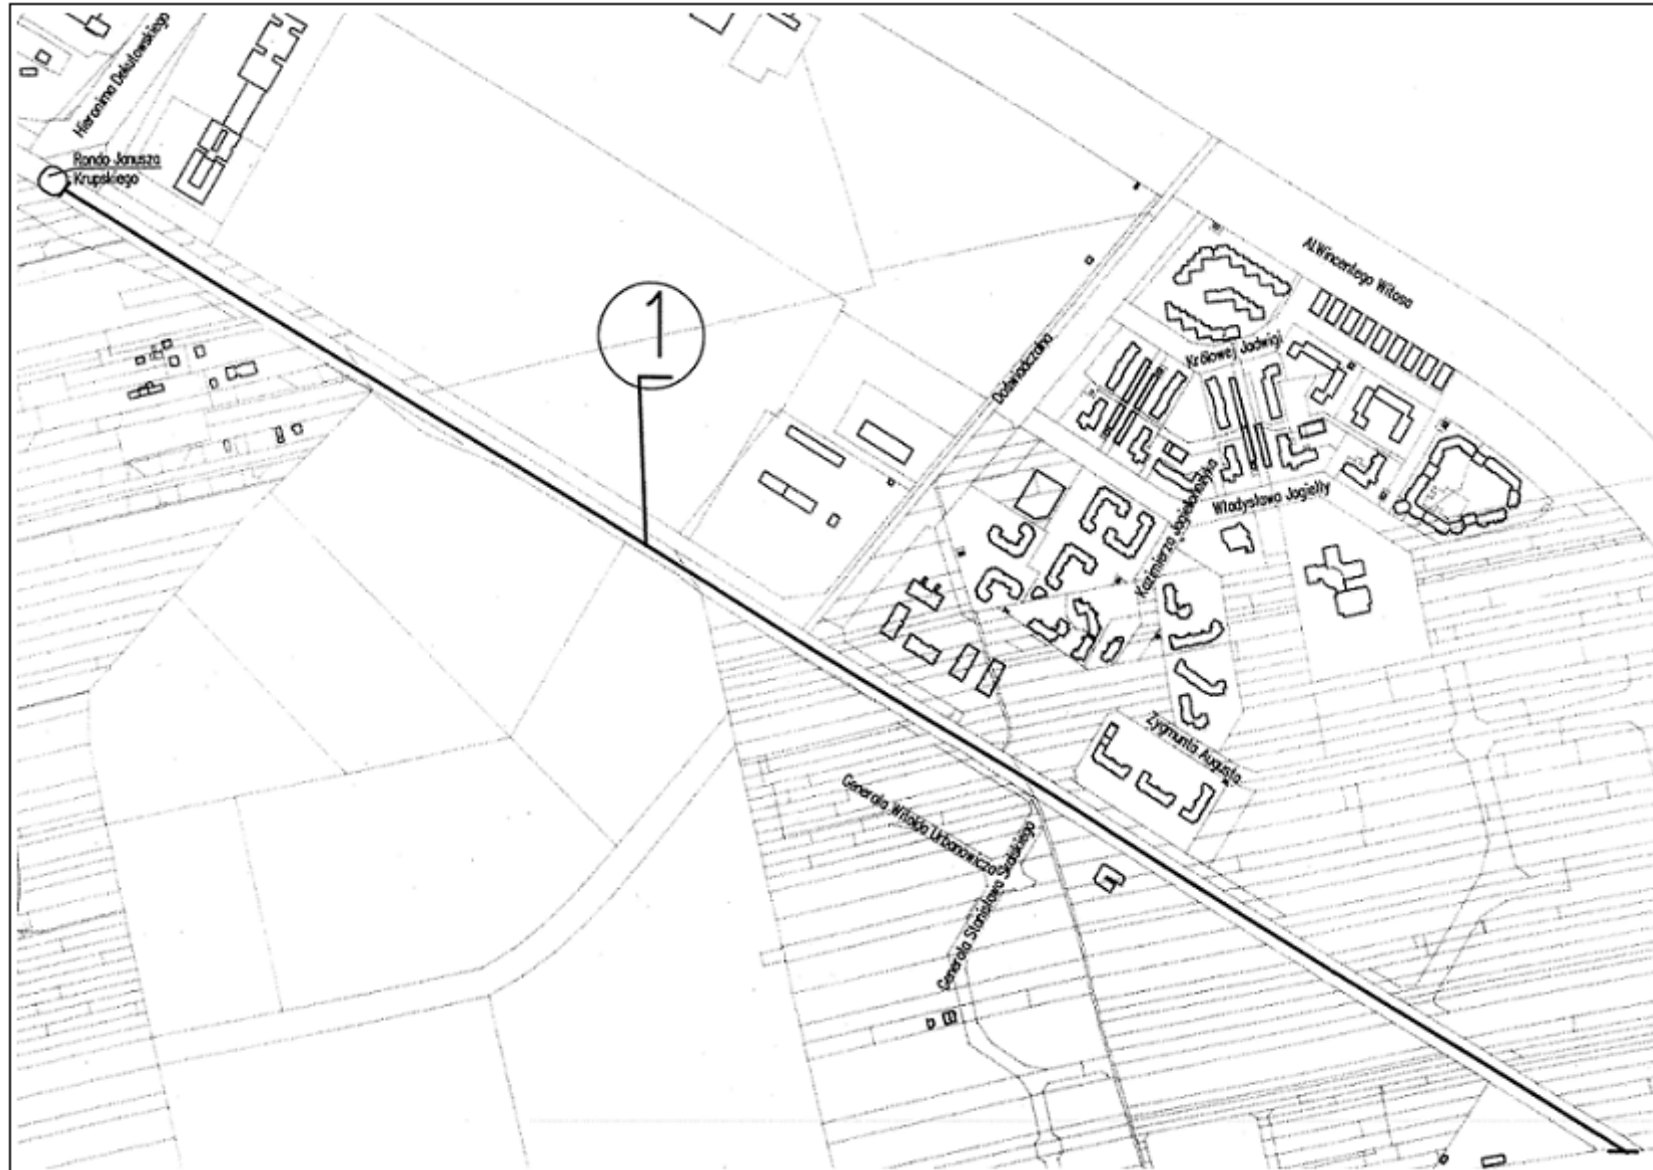 Hieronima Dekutowskiego
Rondo Janusza
Krupskiego
1
Al.Wincentego Witosa
Doświadczalna
Królowej Jadwigi
Kazimierza Jagiellończyka
Władysława Jagiełły
Zygmunta Augusta
Generała Witolda Urbanowicza
Generała Stanisława Skalskiego